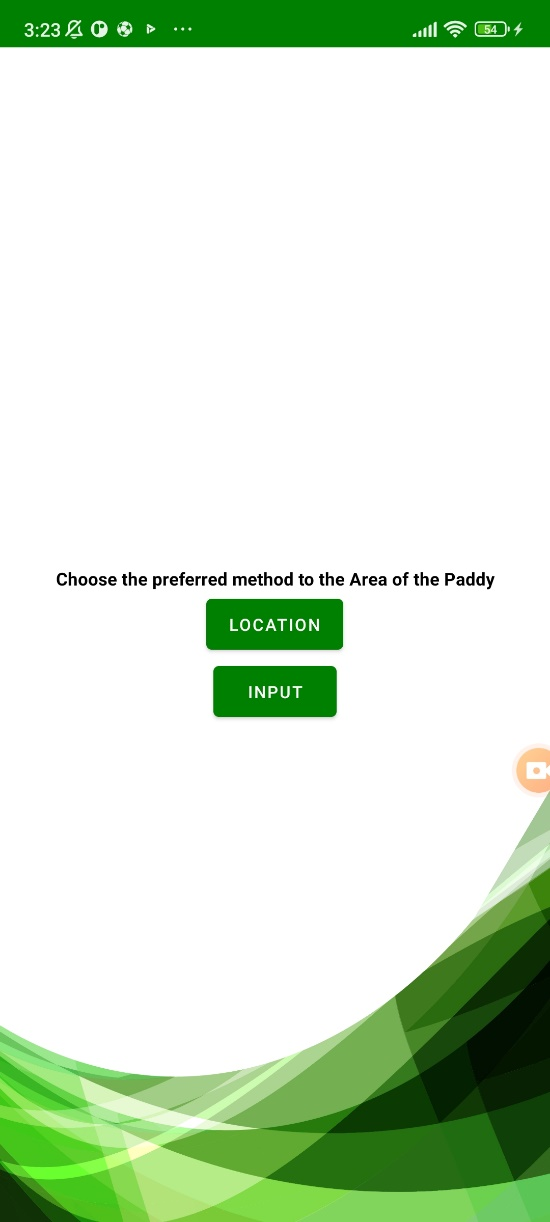 3:23
54
Choose the preferred method to the Area of the Paddy
LOCATION
INPUT